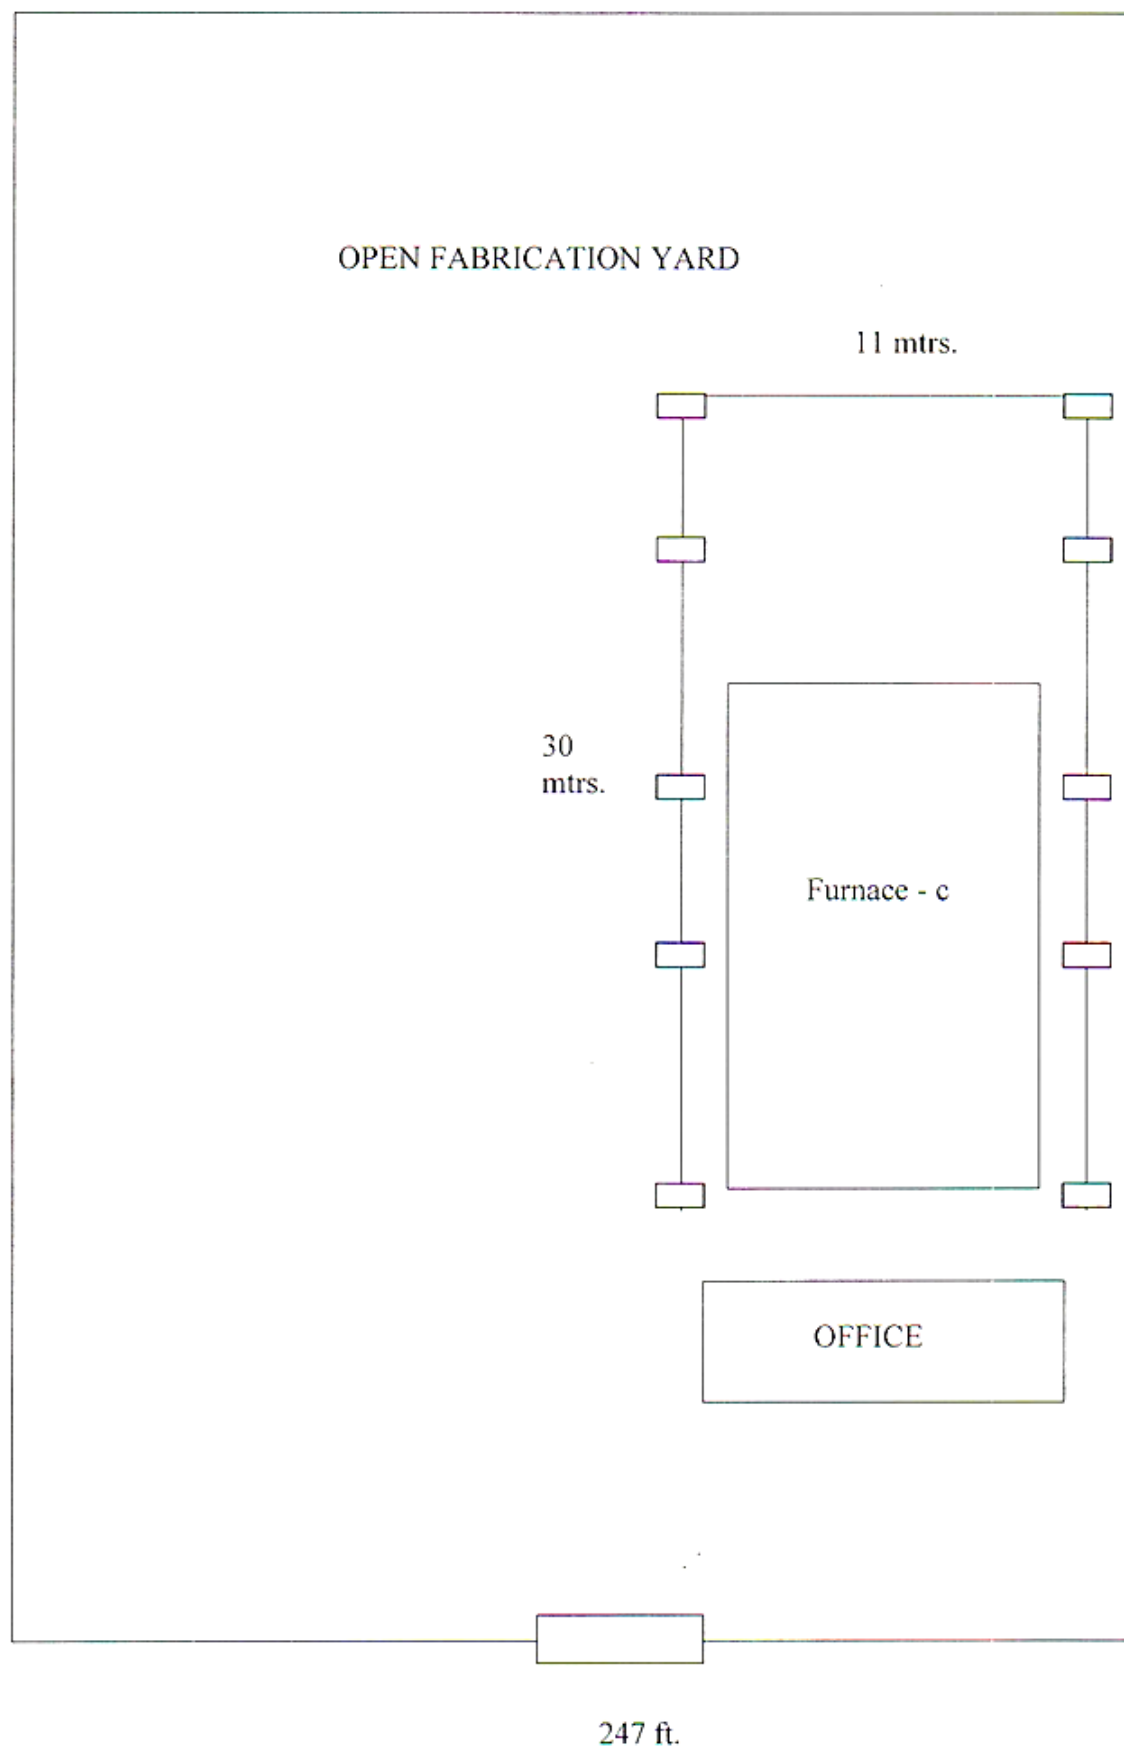 OPEN FABRICATION YARD
11 mtrs.
30
mtrs.
Furnace - c
OFFICE
247 ft.